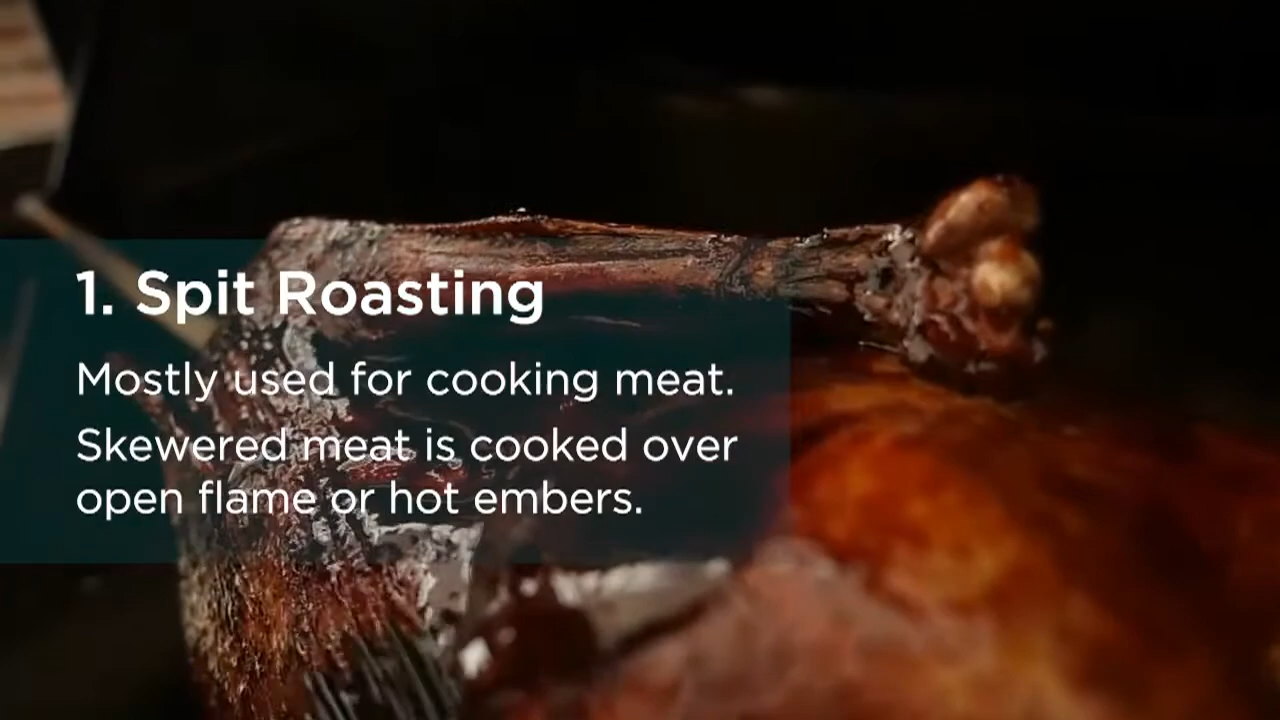 1. Spit Roasting
Mostly used for cooking meat.
Skewered meat is cooked over
open flame or hot embers.